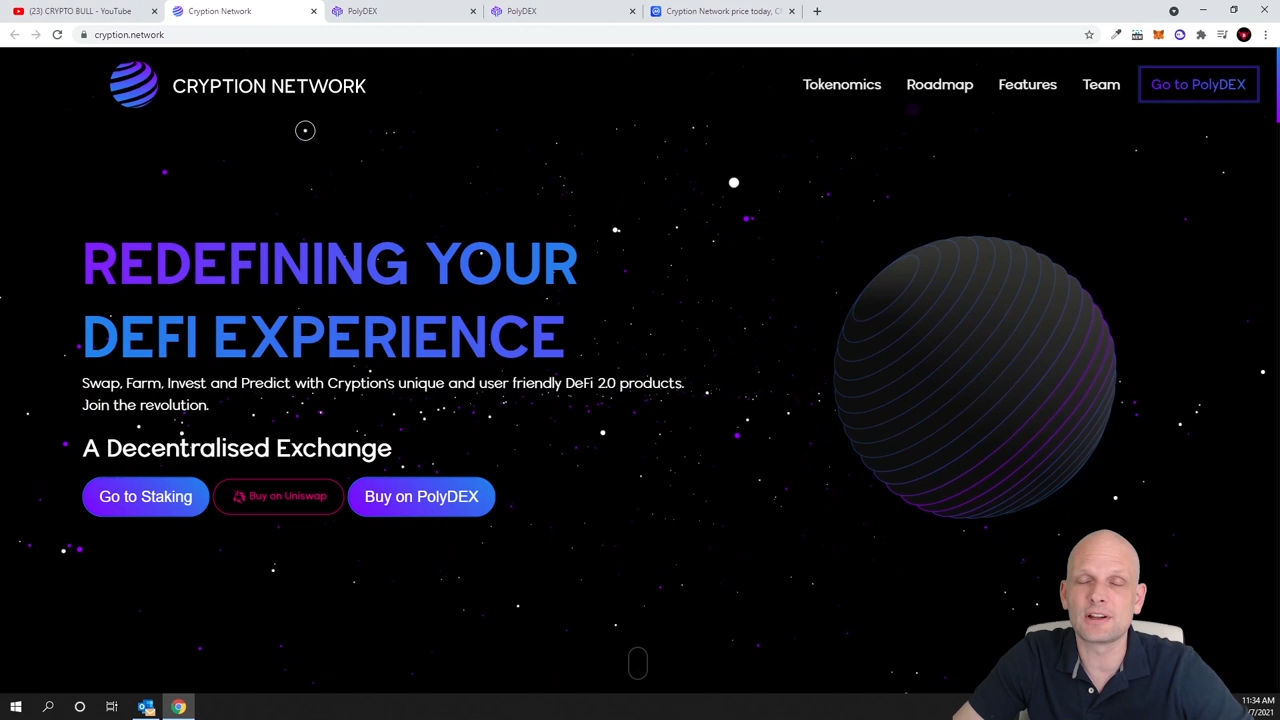 (23) CRYPTO BULL - YouTube
Cryption Network
PolyDEX
PolyDEX
Cryption Network price today, C
cryption.network
CRYPTION NETWORK
Tokenomics
Roadmap
Features
Team
Go to PolyDEX
REDEFINING YOUR
DEFI EXPERIENCE
Swap, Farm, Invest and Predict with Cryption's unique and user friendly DeFi 2.0 products.
Join the revolution.
A Decentralised Exchange
Go to Staking
Buy on Uniswap
Buy on PolyDEX
11:34 AM
/7/2021